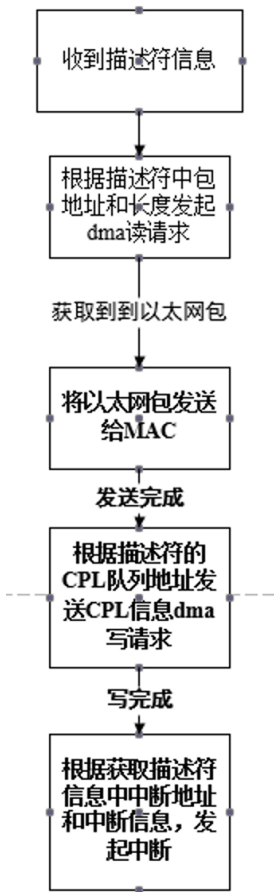 收到描述符信息
根据描述符中包
地址和长度发起
dma读请求
获取到到以太网包
将以太网包发送
给MAC
发送完成
根据描述符的
CPL队列地址发
送CPL信息dma
写请求
写完成
根据获取描述符
信息中中断地址
和中断信息，发
起中断